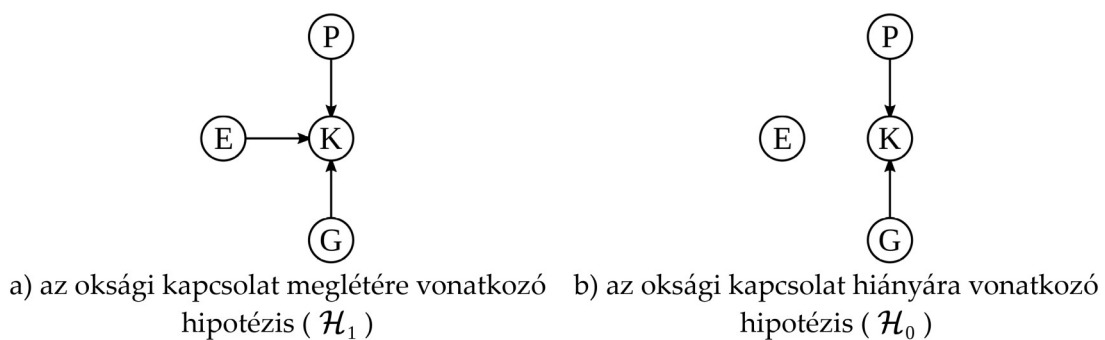 P
P
E
K
E
K
G
G
a) az oksági kapcsolat meglétére vonatkozó
hipotézis ( ℋ₁ )
b) az oksági kapcsolat hiányára vonatkozó
hipotézis ( ℋ₀ )